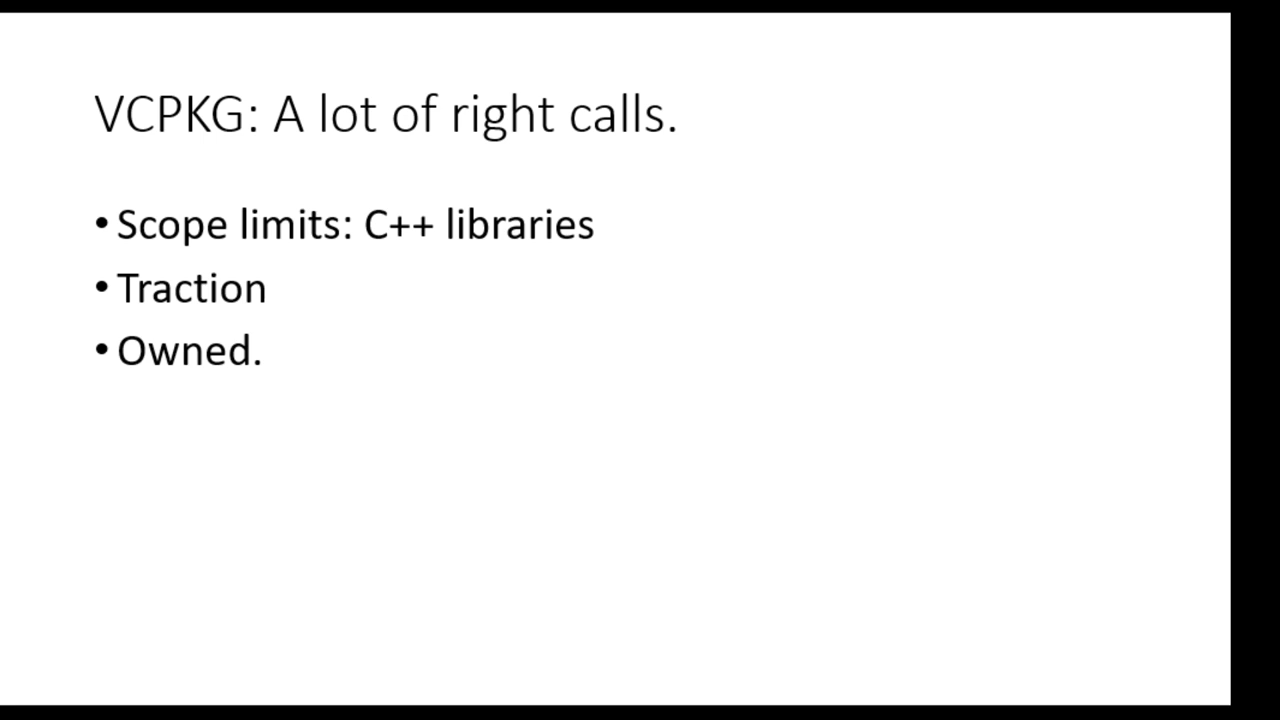 VCPKG: A lot of right calls.
• Scope limits: C++ libraries
• Traction
• Owned.